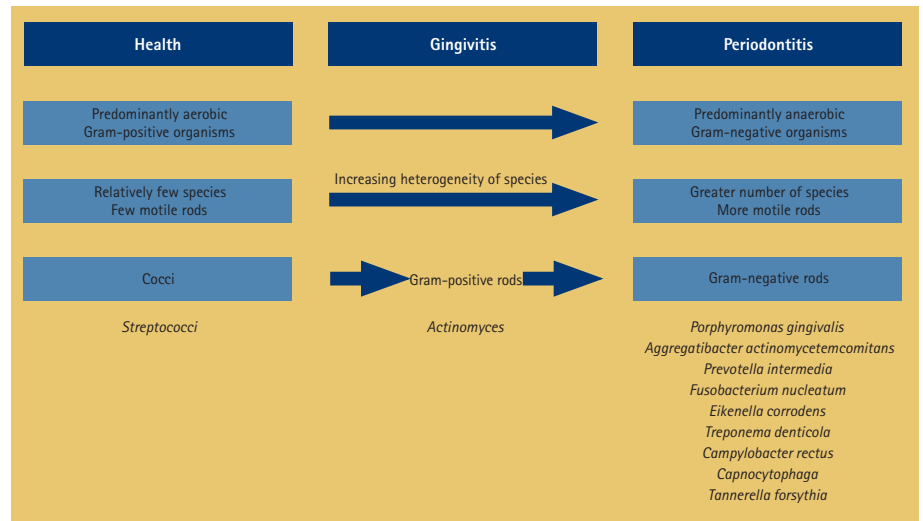 Health
Gingivitis
Periodontitis
Predominantly aerobic
Gram-positive organisms
Predominantly anaerobic
Gram-negative organisms
Relatively few species
Few motile rods
Increasing heterogeneity of species
Greater number of species
More motile rods
Cocci
Gram-positive rods
Gram-negative rods
Streptococci
Actinomyces
Porphyromonas gingivalis
Aggregatibacter actinomycetemcomitans
Prevotella intermedia
Fusobacterium nucleatum
Eikenella corrodens
Treponema denticola
Campylobacter rectus
Capnocytophaga
Tannerella forsythia